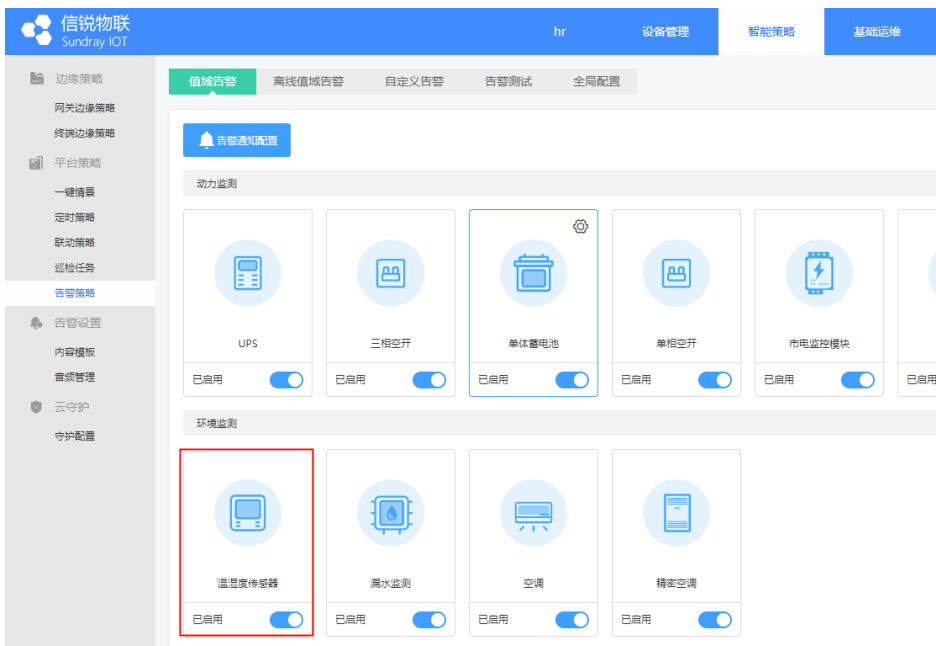 信锐物联
Sundray IOT
hr
设备管理
智能策略
基础运维
边缘策略
网关边缘策略
终端边缘策略
平台策略
一键情景
定时策略
联动策略
巡检任务
告警策略
告警设置
内容模板
音频管理
云守护
守护配置
值域告警
离线值域告警
自定义告警
告警测试
全局配置
告警通知配置
动力监测
UPS
三相空开
单体蓄电池
单相空开
市电监控模块
已启用
已启用
已启用
已启用
已启用
已启用
环境监测
温湿度传感器
漏水监测
空调
精密空调
已启用
已启用
已启用
已启用